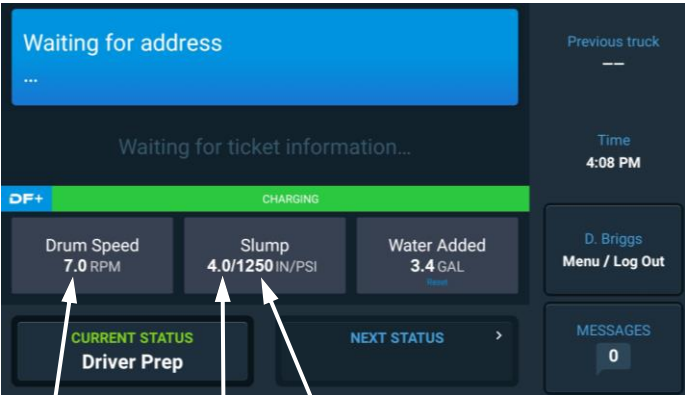 Waiting for address
...
Previous truck
––
Waiting for ticket information...
Time
4:08 PM
DF+
CHARGING
Drum Speed
7.0 RPM
Slump
4.0/1250 IN/PSI
Water Added
3.4 GAL
Reset
D. Briggs
Menu / Log Out
CURRENT STATUS
Driver Prep
NEXT STATUS >
MESSAGES
0